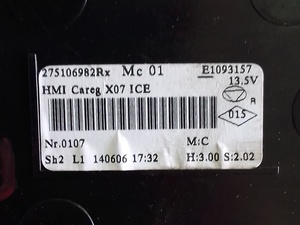 275106982Rx Mc 01 E1093157
13.5V
HMI Careg X07 ICE
R
015
Nr.0107 M:C
Sh2 L1 140606 17:32 H:3.00 S:2.02